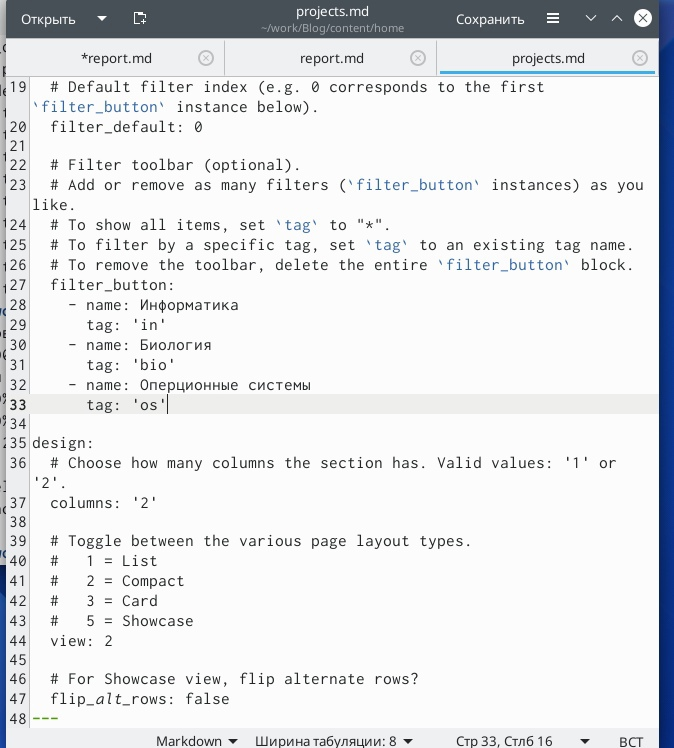 Открыть
projects.md
~/work/Blog/content/home
Сохранить
*report.md
report.md
projects.md
19 # Default filter index (e.g. 0 corresponds to the first
`filter_button` instance below).
20 filter_default: 0
21
22 # Filter toolbar (optional).
23 # Add or remove as many filters (`filter_button` instances) as you
like.
24 # To show all items, set `tag` to "*".
25 # To filter by a specific tag, set `tag` to an existing tag name.
26 # To remove the toolbar, delete the entire `filter_button` block.
27 filter_button:
28 - name: Информатика
29 tag: 'in'
30 - name: Биология
31 tag: 'bio'
32 - name: Оперционные системы
33 tag: 'os'
34
35 design:
36 # Choose how many columns the section has. Valid values: '1' or
'2'.
37 columns: '2'
38
39 # Toggle between the various page layout types.
40 # 1 = List
41 # 2 = Compact
42 # 3 = Card
43 # 5 = Showcase
44 view: 2
45
46 # For Showcase view, flip alternate rows?
47 flip_alt_rows: false
48 ---
Markdown
Ширина табуляции: 8
Стр 33, Стлб 16
ВСТ